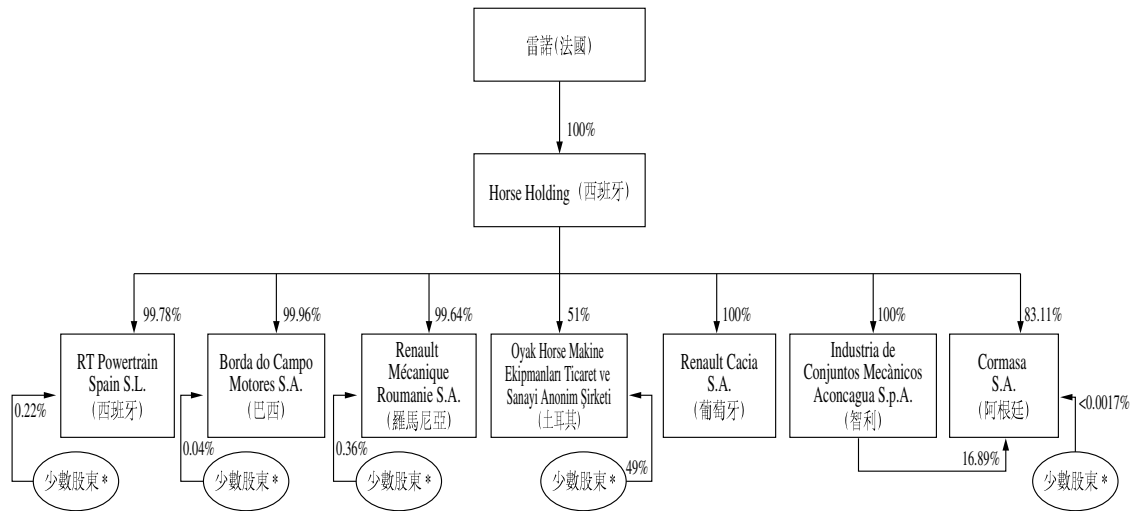 雷諾(法國)
100%
Horse Holding (西班牙)
99.78%
99.96%
99.64%
51%
100%
100%
83.11%
RT Powertrain
Spain S.L.
(西班牙)
Borda do Campo
Motores S.A.
(巴西)
Renault
Mécanique
Roumanie S.A.
(羅馬尼亞)
Oyak Horse Makine
Ekipmanları Ticaret ve
Sanayi Anonim Şirketi
(土耳其)
Renault Cacia
S.A.
(葡萄牙)
Industria de
Conjuntos Mecànicos
Aconcagua S.p.A.
(智利)
Cormasa
S.A.
(阿根廷)
0.22%
0.04%
0.36%
49%
16.89%
<0.0017%
少數股東*
少數股東*
少數股東*
少數股東*
少數股東*